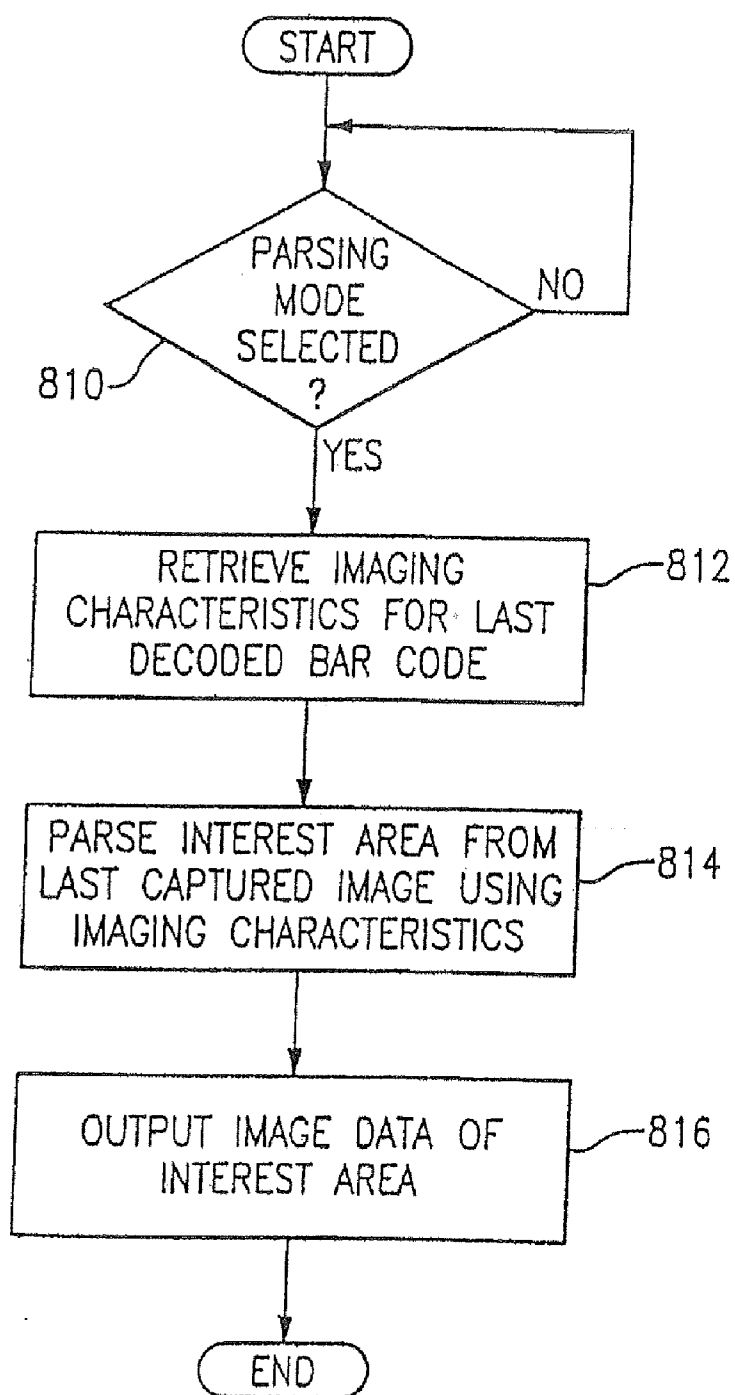 START
PARSING
MODE
SELECTED
?
NO
810
YES
RETRIEVE IMAGING
CHARACTERISTICS FOR LAST
DECODED BAR CODE
812
PARSE INTEREST AREA FROM
LAST CAPTURED IMAGE USING
IMAGING CHARACTERISTICS
814
OUTPUT IMAGE DATA OF
INTEREST AREA
816
END